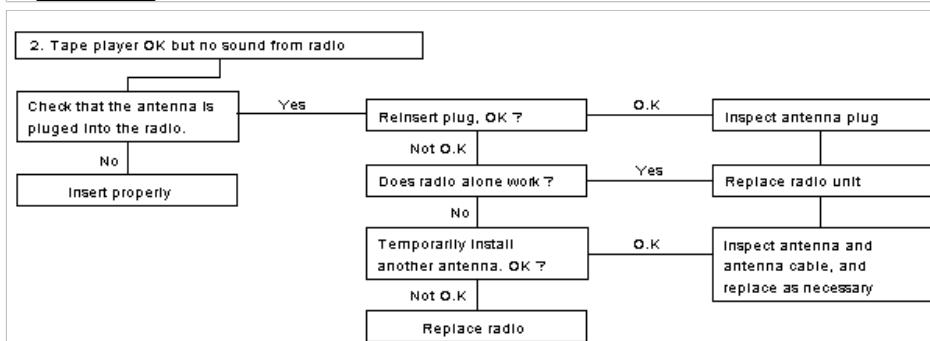 2. Tape player OK but no sound from radio
Check that the antenna is
pluged into the radio.
Yes
Reinsert plug, OK ?
O.K
Inspect antenna plug
No
Not O.K
Insert properly
Does radio alone work ?
Yes
Replace radio unit
No
Temporarily install
another antenna. OK ?
O.K
Inspect antenna and
antenna cable, and
replace as necessary
Not O.K
Replace radio